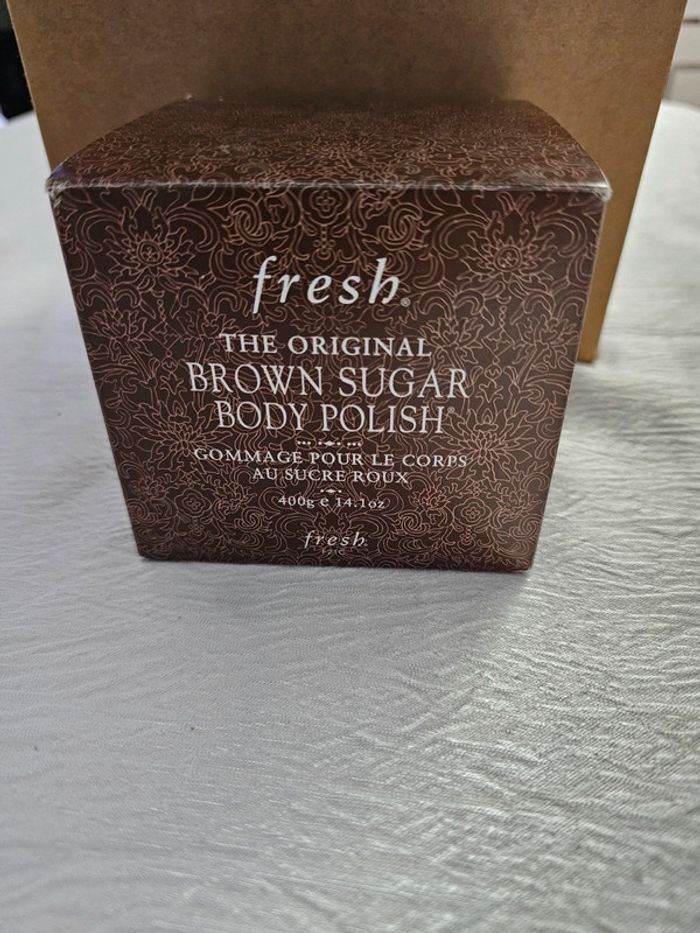 fresh®
THE ORIGINAL
BROWN SUGAR
BODY POLISH®
GOMMAGE POUR LE CORPS
AU SUCRE ROUX
400g e 14.1oz
fresh